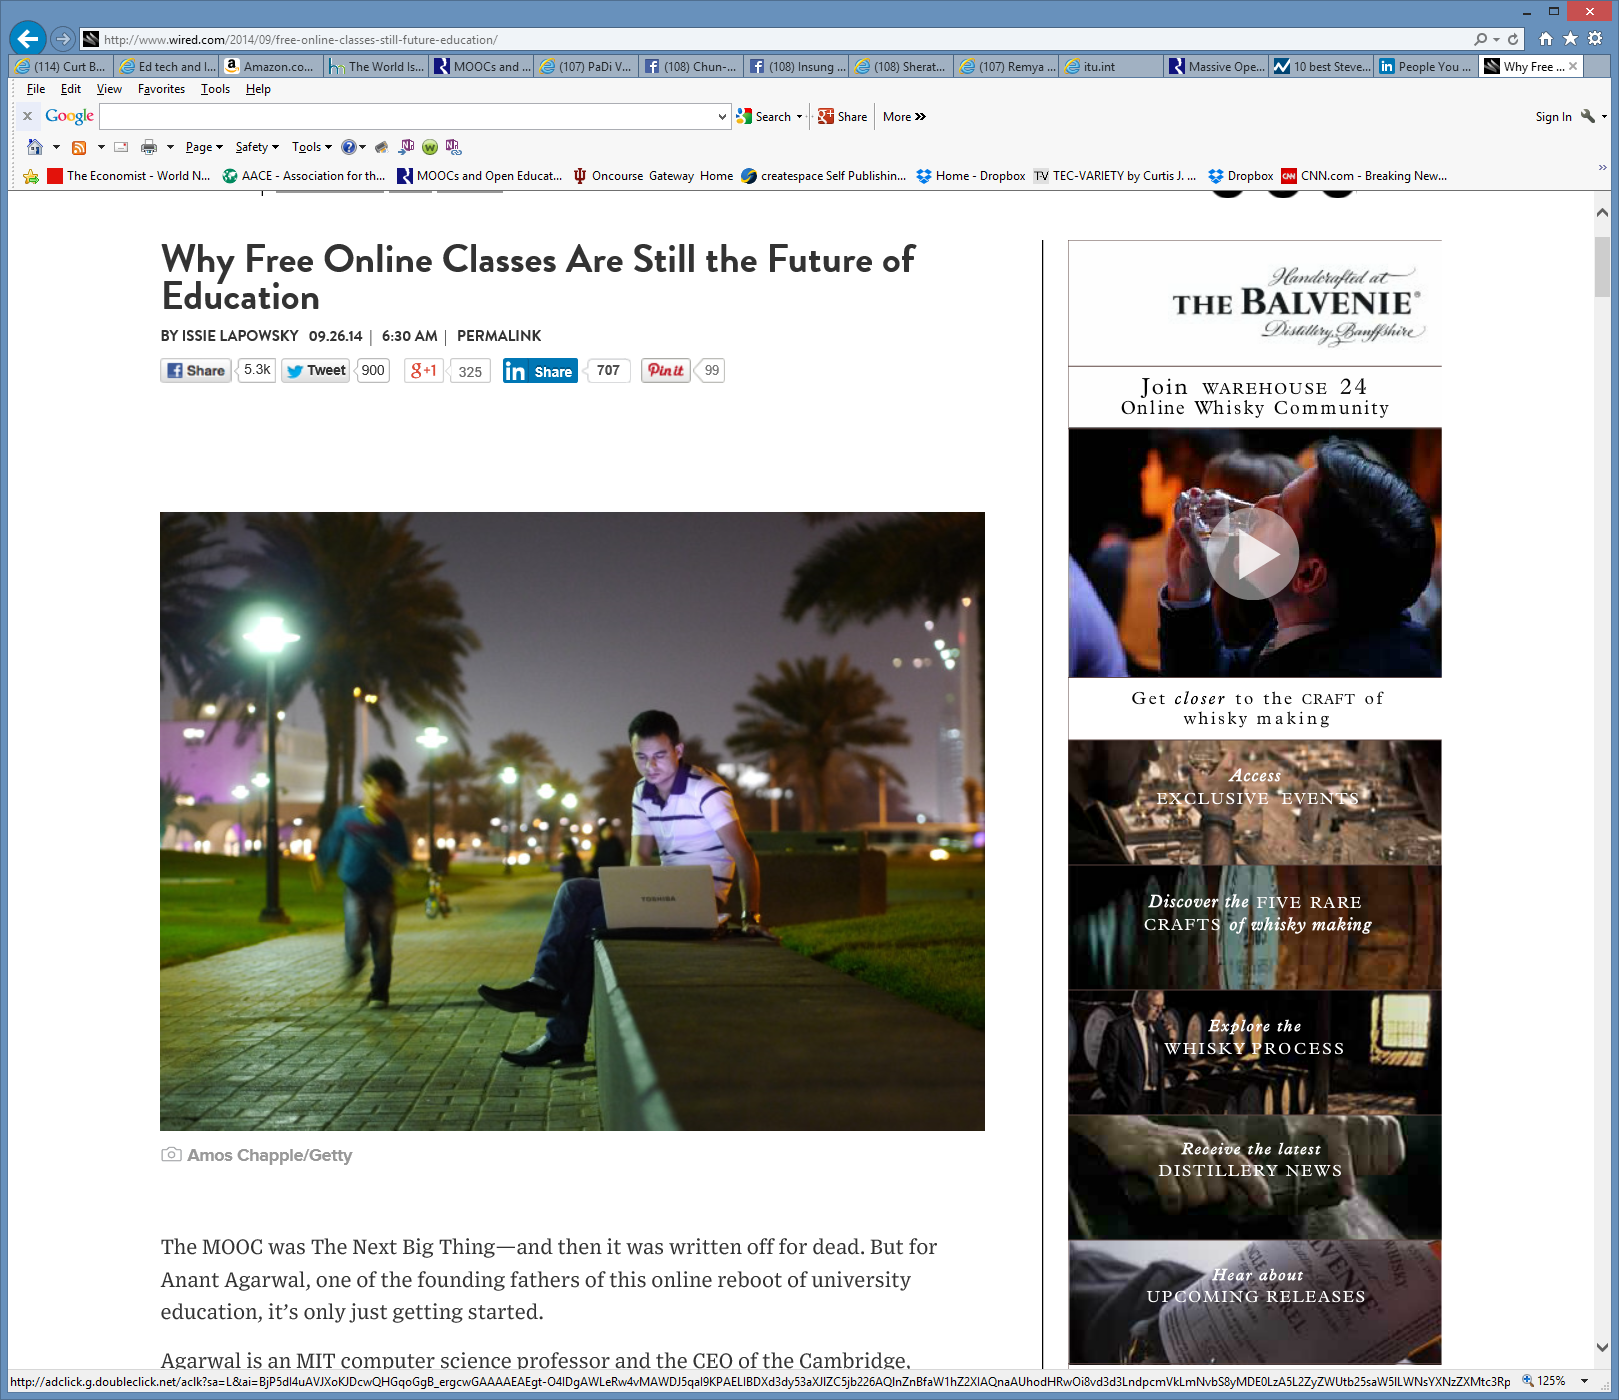 http://www.wired.com/2014/09/free-online-classes-still-future-education/
(114) Curt B...
Ed tech and I...
Amazon.co...
The World Is...
MOOCs and ...
(107) PaDi V...
(108) Chun-...
(108) Insung ...
(108) Sherat...
(107) Remya ...
itu.int
Massive Ope...
10 best Steve...
People You ...
Why Free ...
File Edit View Favorites Tools Help
x Google Search Share More » Sign In
Page Safety Tools
The Economist - World N...
AACE - Association for th...
MOOCs and Open Educat...
Oncourse Gateway Home
createspace Self Publishin...
Home - Dropbox
TEC-VARIETY by Curtis J. ...
Dropbox
CNN.com - Breaking New...
Why Free Online Classes Are Still the Future of
Education
BY ISSIE LAPOWSKY 09.26.14 | 6:30 AM | PERMALINK
Share 5.3k Tweet 900 g+1 325 in Share 707 Pin it 99
TOSHIBA
Amos Chapple/Getty
The MOOC was The Next Big Thing—and then it was written off for dead. But for
Anant Agarwal, one of the founding fathers of this online reboot of university
education, it's only just getting started.
Agarwal is an MIT computer science professor and the CEO of the Cambridge,
Handcrafted at
THE BALVENIE®
Distillery, Banffshire
Join WAREHOUSE 24
Online Whisky Community
Get closer to the CRAFT of
whisky making
Access
EXCLUSIVE EVENTS
Discover the FIVE RARE
CRAFTS of whisky making
Explore the
WHISKY PROCESS
Receive the latest
DISTILLERY NEWS
Hear about
UPCOMING RELEASES
125%